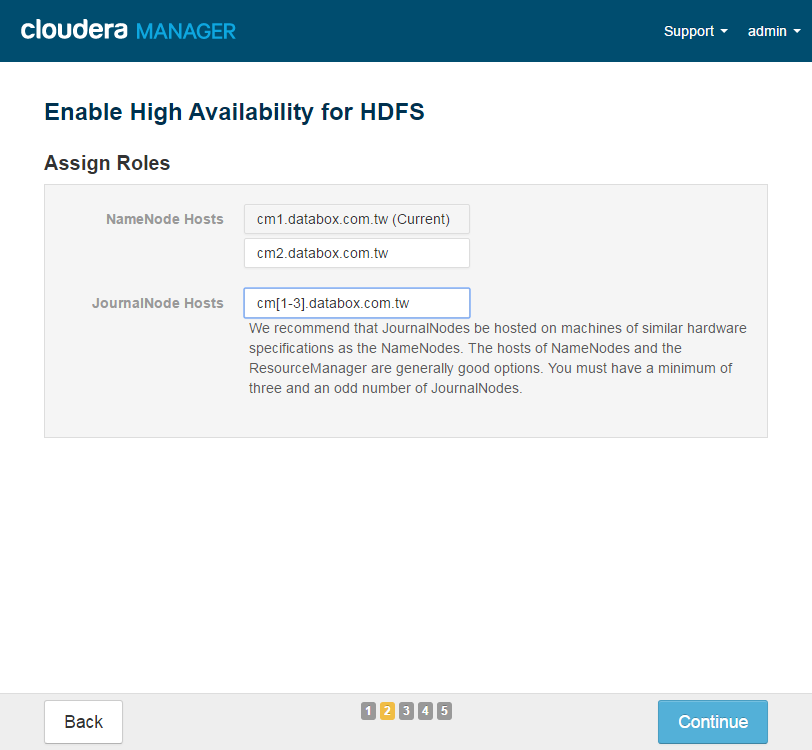 cloudera MANAGER
Support admin
Enable High Availability for HDFS
Assign Roles
NameNode Hosts cm1.databox.com.tw (Current)
cm2.databox.com.tw
JournalNode Hosts cm[1-3].databox.com.tw
We recommend that JournalNodes be hosted on machines of similar hardware
specifications as the NameNodes. The hosts of NameNodes and the
ResourceManager are generally good options. You must have a minimum of
three and an odd number of JournalNodes.
Back 1 2 3 4 5 Continue